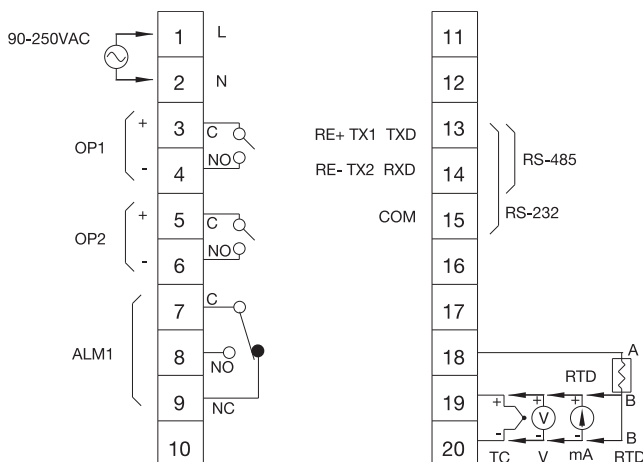 90-250VAC
1 L
2 N
OP1
+ 3 C
- 4 NO
OP2
+ 5 C
- 6 NO
ALM1
7 C
8 NO
9 NC
10
11
12
RE+ TX1 TXD 13
RE- TX2 RXD 14
RS-485
COM 15
RS-232
16
17
18 A
RTD
19 + + + B
V
20 - - - B
TC V mA RTD